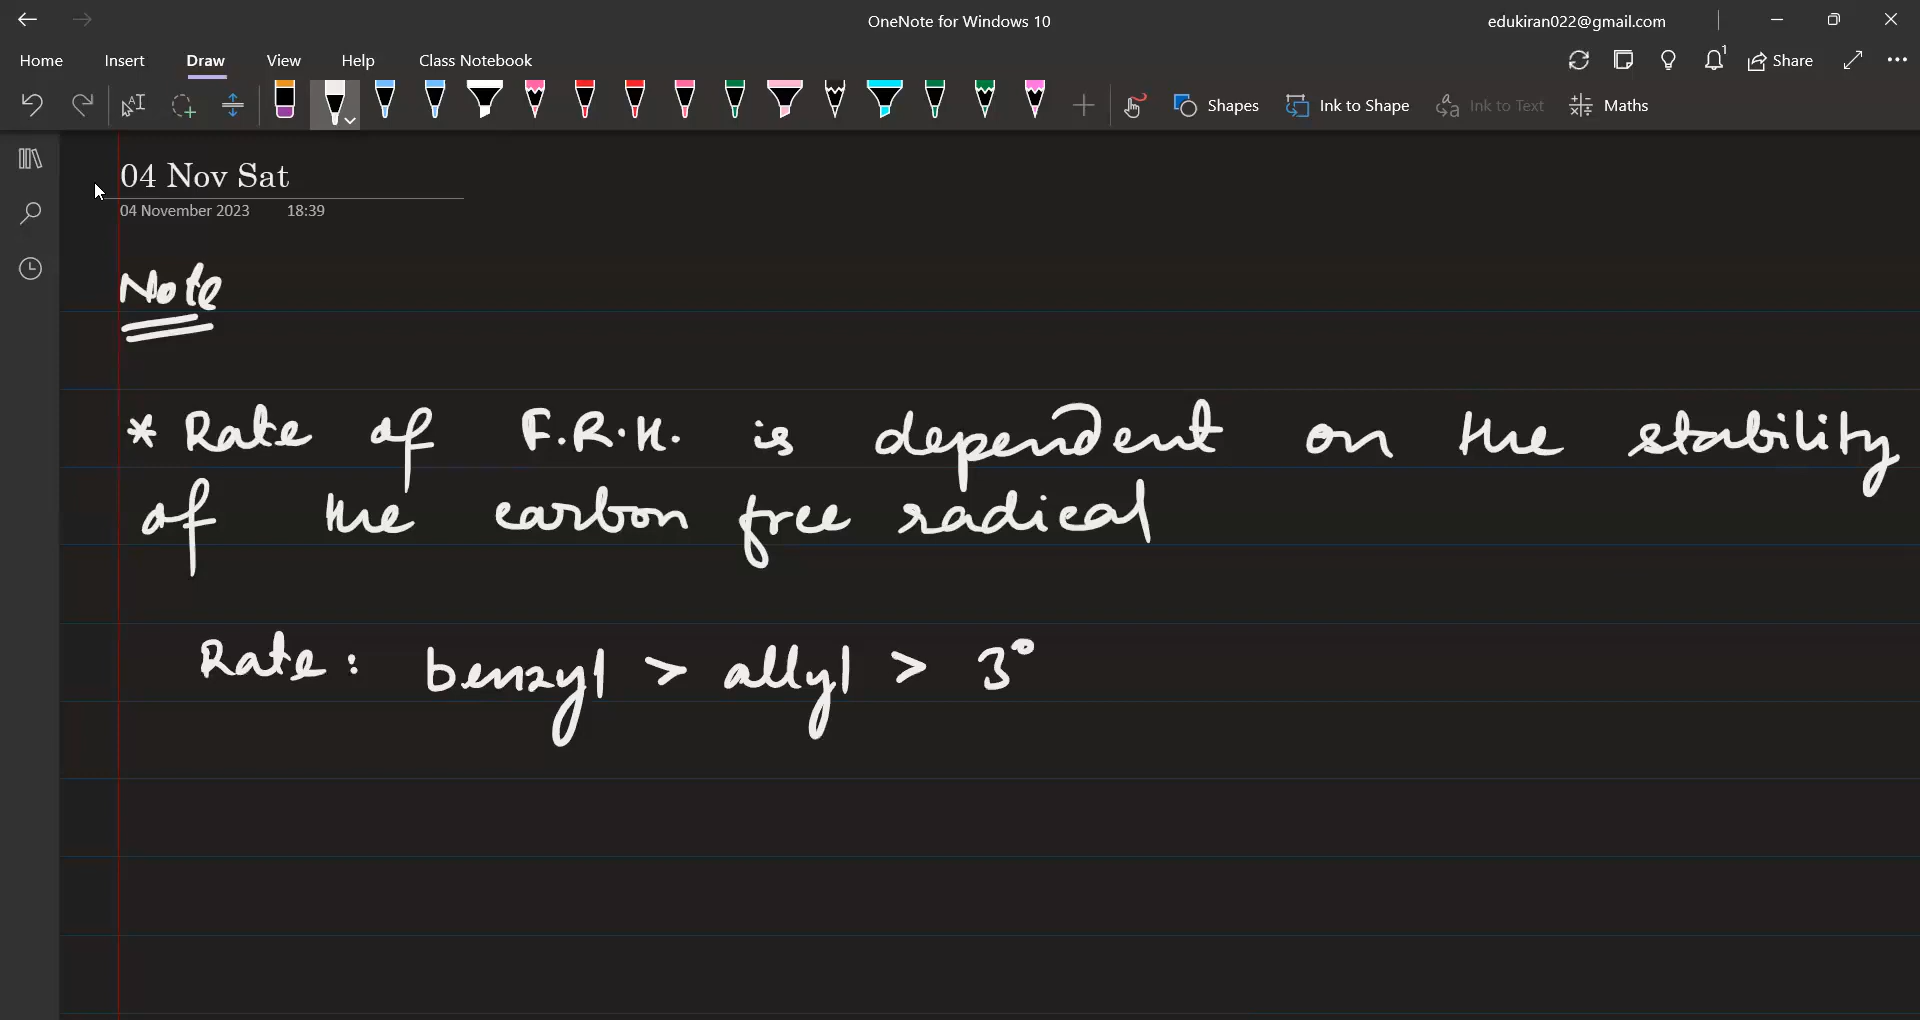 OneNote for Windows 10
edukiran022@gmail.com
Home Insert Draw View Help Class Notebook
1 Share
Shapes Ink to Shape Ink to Text Maths
04 Nov Sat
04 November 2023 18:39
Note
* Rate of F.R.H. is dependent on the stability
of the carbon free radical
Rate : benzyl > allyl > 3°